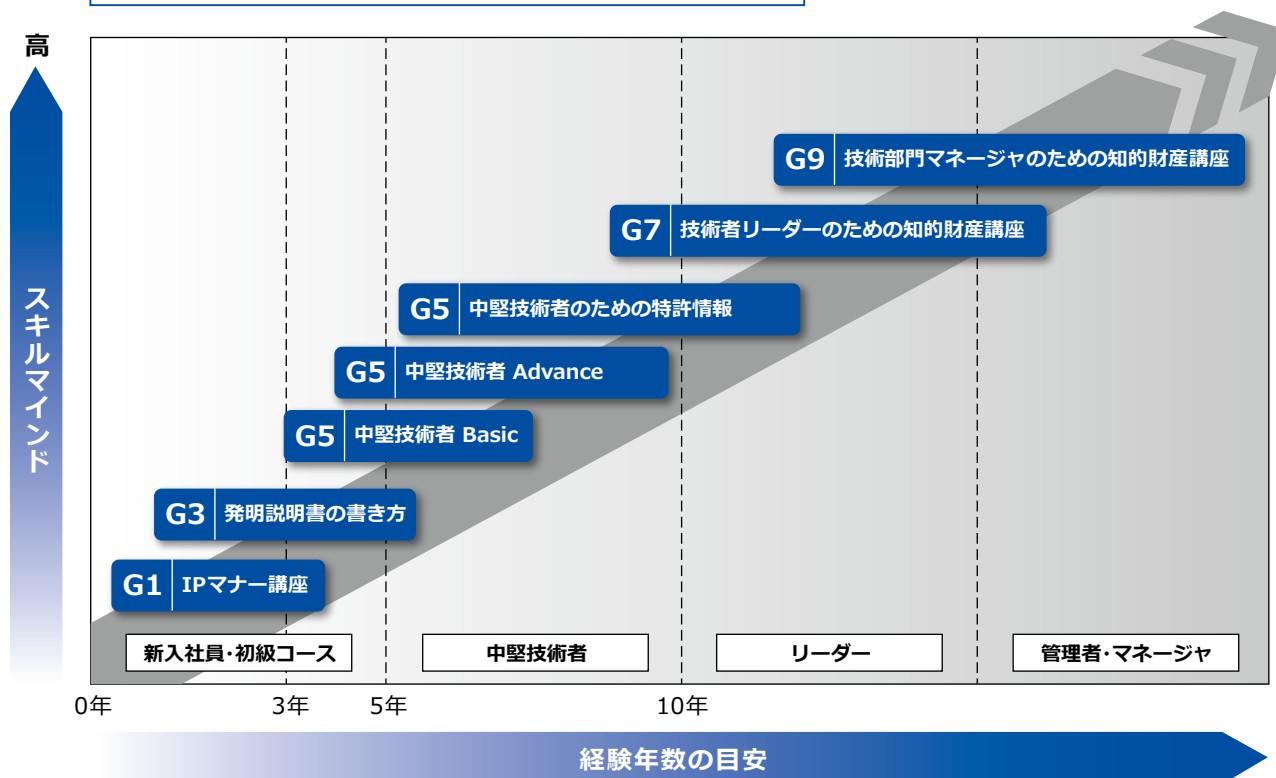 高
スキルマインド
G9 技術部門マネージャのための知的財産講座
G7 技術者リーダーのための知的財産講座
G5 中堅技術者のための特許情報
G5 中堅技術者 Advance
G5 中堅技術者 Basic
G3 発明説明書の書き方
G1 IPマナー講座
新入社員・初級コース 中堅技術者 リーダー 管理者・マネージャ
0年 3年 5年 10年
経験年数の目安